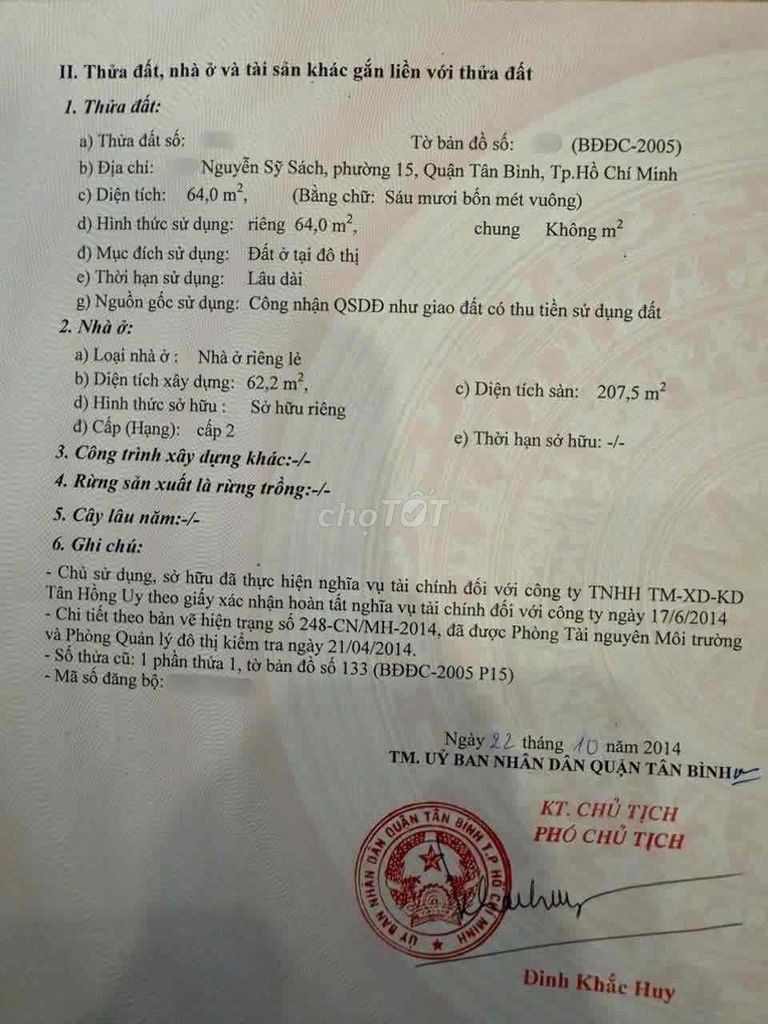 II. Thửa đất, nhà ở và tài sản khác gắn liền với thửa đất
1. Thửa đất:
a) Thửa đất số: Tờ bản đồ số: (BĐĐC-2005)
b) Địa chỉ: Nguyễn Sỹ Sách, phường 15, Quận Tân Bình, Tp.Hồ Chí Minh
c) Diện tích: 64,0 m², (Bằng chữ: Sáu mươi bốn mét vuông)
d) Hình thức sử dụng: riêng 64,0 m², chung Không m²
đ) Mục đích sử dụng: Đất ở tại đô thị
e) Thời hạn sử dụng: Lâu dài
g) Nguồn gốc sử dụng: Công nhận QSDĐ như giao đất có thu tiền sử dụng đất
2. Nhà ở:
a) Loại nhà ở : Nhà ở riêng lẻ
b) Diện tích xây dựng: 62,2 m², c) Diện tích sàn: 207,5 m²
d) Hình thức sở hữu : Sở hữu riêng
đ) Cấp (Hạng): cấp 2 e) Thời hạn sở hữu: -/-
3. Công trình xây dựng khác:-/-
4. Rừng sản xuất là rừng trồng:-/-
chợTỐT
5. Cây lâu năm:-/-
6. Ghi chú:
- Chủ sử dụng, sở hữu đã thực hiện nghĩa vụ tài chính đối với công ty TNHH TM-XD-KD
Tân Hồng Uy theo giấy xác nhận hoàn tất nghĩa vụ tài chính đối với công ty ngày 17/6/2014
- Chi tiết theo bản vẽ hiện trạng số 248-CN/MH-2014, đã được Phòng Tài nguyên Môi trường
và Phòng Quản lý đô thị kiểm tra ngày 21/04/2014.
- Số thửa cũ: 1 phần thửa 1, tờ bản đồ số 133 (BĐĐC-2005 P15)
- Mã số đăng bộ:
Ngày 22 tháng 10 năm 2014
TM. UỶ BAN NHÂN DÂN QUẬN TÂN BÌNH
KT. CHỦ TỊCH
PHÓ CHỦ TỊCH
ỦY BAN NHÂN DÂN QUẬN TÂN BÌNH T.P HỒ CHÍ MINH
Đinh Khắc Huy